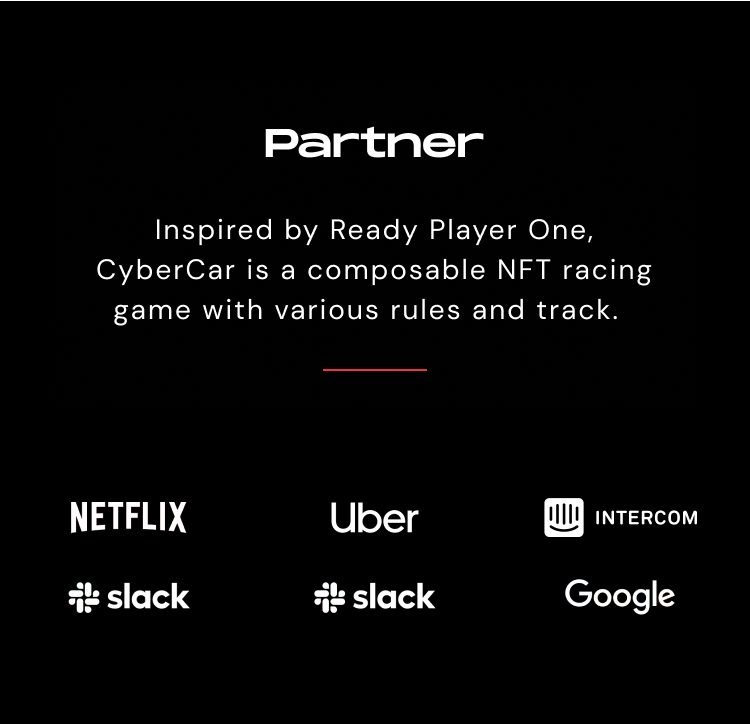 Partner
Inspired by Ready Player One,
CyberCar is a composable NFT racing
game with various rules and track.
NETFLIX Uber INTERCOM
slack slack Google